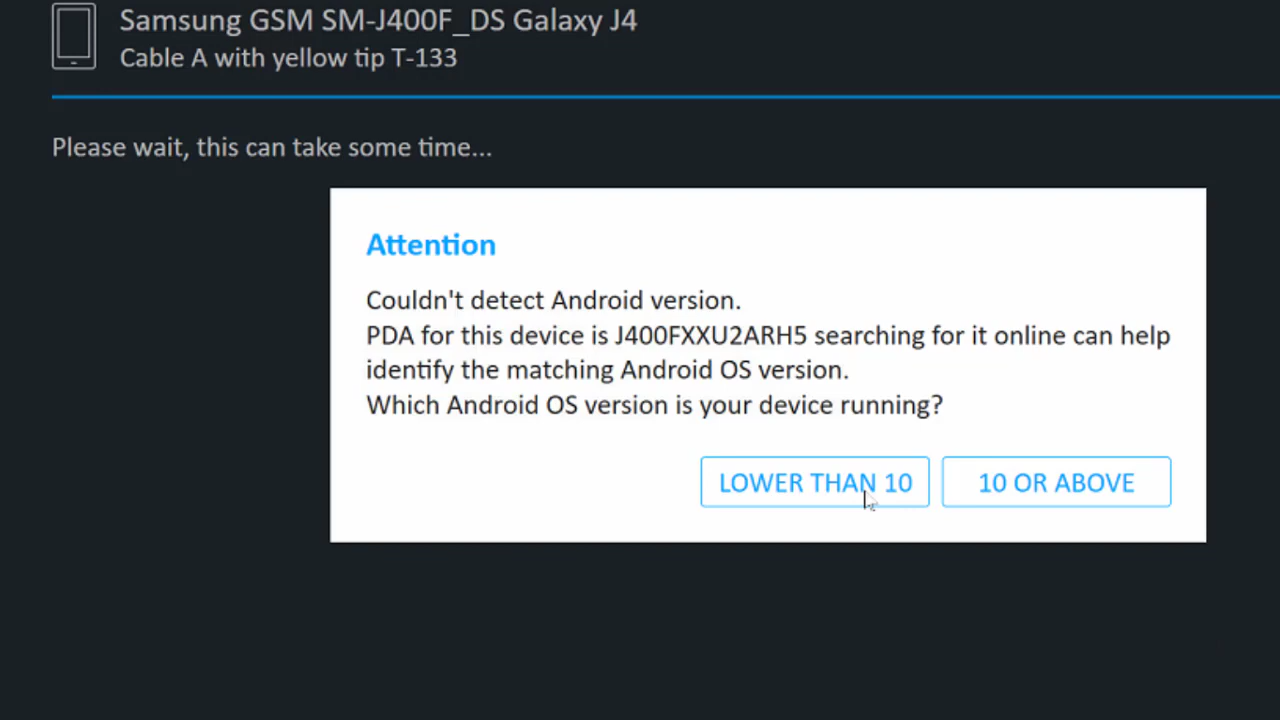 Samsung GSM SM-J400F_DS Galaxy J4
Cable A with yellow tip T-133
Please wait, this can take some time...
Attention
Couldn't detect Android version.
PDA for this device is J400FXXU2ARH5 searching for it online can help
identify the matching Android OS version.
Which Android OS version is your device running?
LOWER THAN 10
10 OR ABOVE